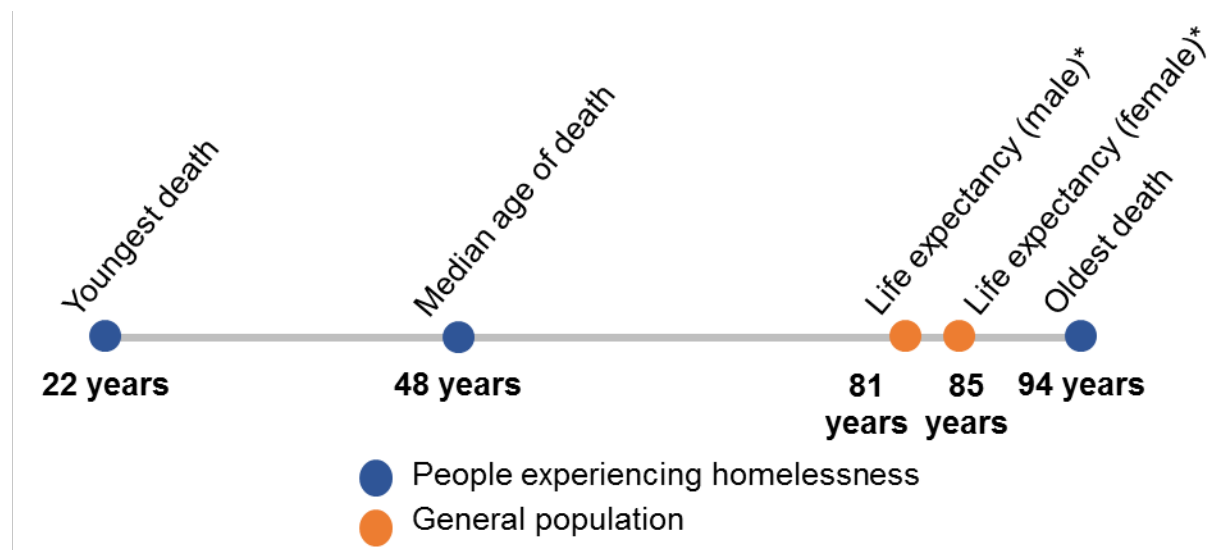 Youngest death
Median age of death
Life expectancy (male)*
Life expectancy (female)*
Oldest death
22 years
48 years
81
years
85
years
94 years
People experiencing homelessness
General population